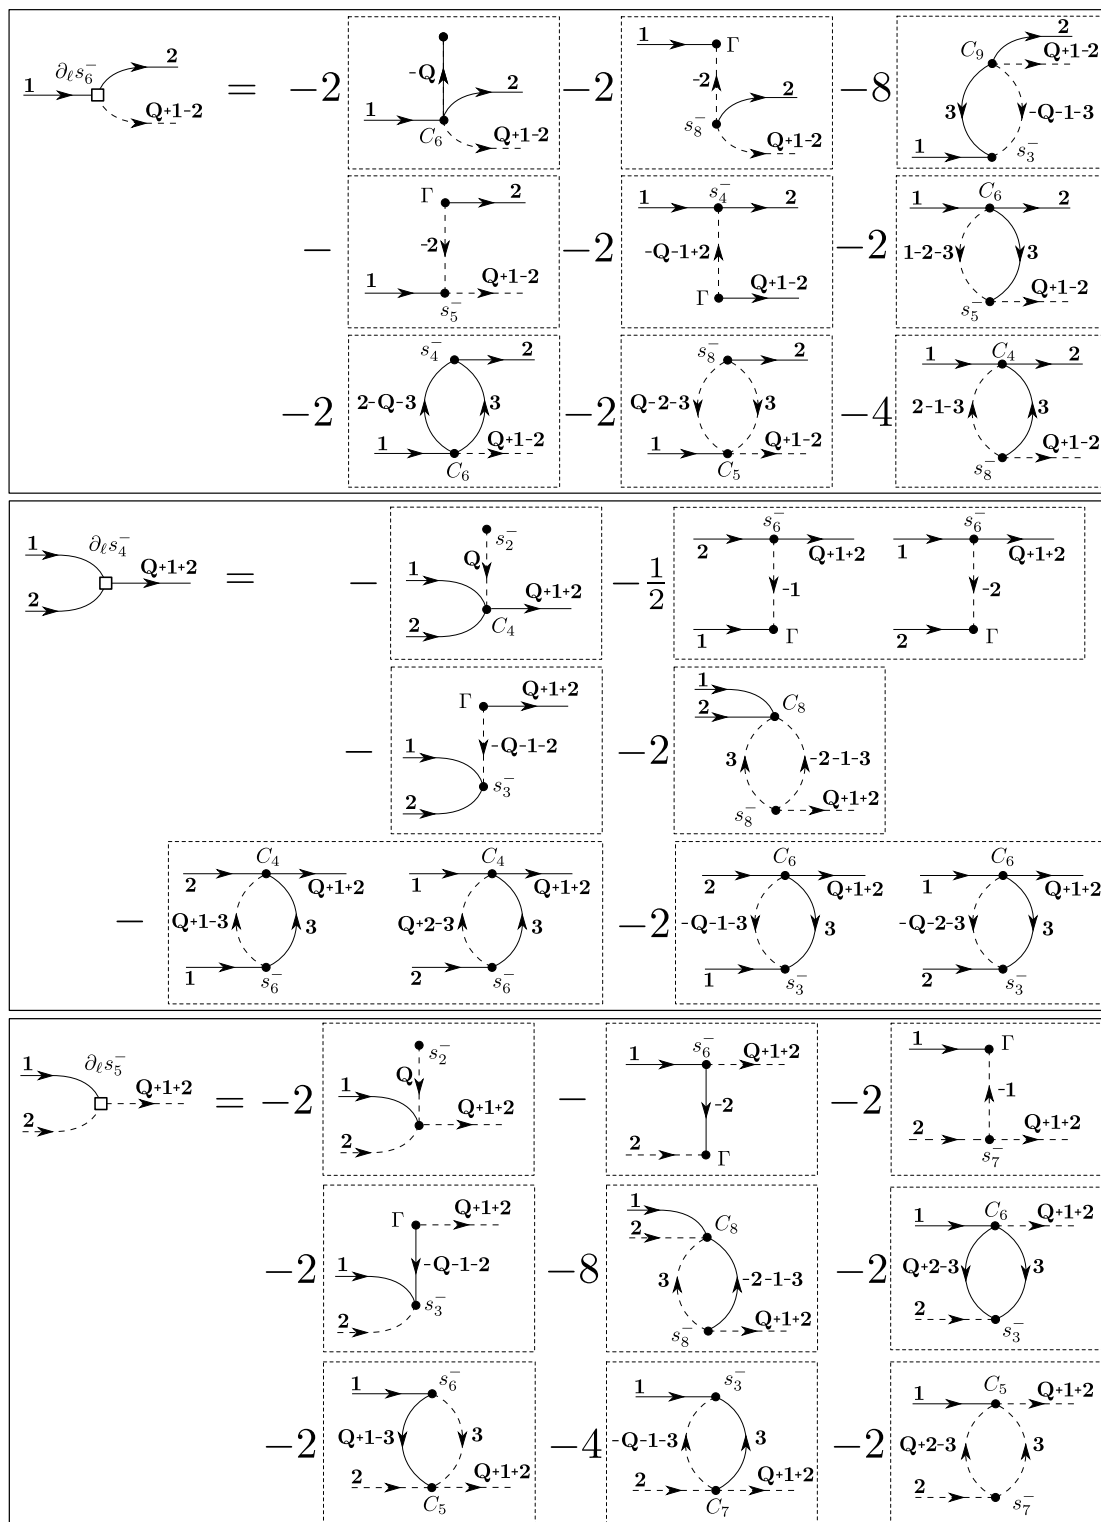 1 ∂ℓs6⁻ 2 Q+1-2 =
-2 -Q 1 2 C6 Q+1-2
-2 1 Γ -2 2 s8⁻ Q+1-2
-8 C9 2 Q+1-2 3 -Q-1-3 1 s3⁻
- Γ 2 -2 1 s5⁻ Q+1-2
-2 1 s4⁻ 2 -Q-1+2 Γ Q+1-2
-2 1 C6 2 1-2-3 3 s5⁻ Q+1-2
-2 s4⁻ 2 2-Q-3 3 1 C6 Q+1-2
-2 s8⁻ 2 Q-2-3 3 1 C5 Q+1-2
-4 1 C4 2 2-1-3 3 s8⁻ Q+1-2
1 2 ∂ℓs4⁻ Q+1+2 =
- s2⁻ Q 1 2 C4 Q+1+2
-1/2 2 s6⁻ Q+1+2 -1 1 Γ 1 s6⁻ Q+1+2 -2 2 Γ
- Γ Q+1+2 -Q-1-2 1 2 s3⁻
-2 1 2 C8 3 -2-1-3 s8⁻ Q+1+2
- C4 2 Q+1+2 Q+1-3 3 1 s6⁻ C4 1 Q+1+2 Q+2-3 3 2 s6⁻
-2 C6 2 Q+1+2 -Q-1-3 3 1 s3⁻ C6 1 Q+1+2 -Q-2-3 3 2 s3⁻
1 2 ∂ℓs5⁻ Q+1+2 =
-2 s2⁻ Q 1 2 Q+1+2
- s6⁻ 1 Q+1+2 -2 2 Γ
-2 1 Γ -1 2 s7⁻ Q+1+2
-2 Γ Q+1+2 -Q-1-2 1 2 s3⁻
-8 1 2 C8 3 -2-1-3 s8⁻ Q+1+2
-2 1 C6 Q+1+2 Q+2-3 3 2 s3⁻
-2 1 s6⁻ Q+1-3 3 2 C5 Q+1+2
-4 1 s3⁻ -Q-1-3 3 2 C7 Q+1+2
-2 1 C5 Q+1+2 Q+2-3 3 2 s7⁻